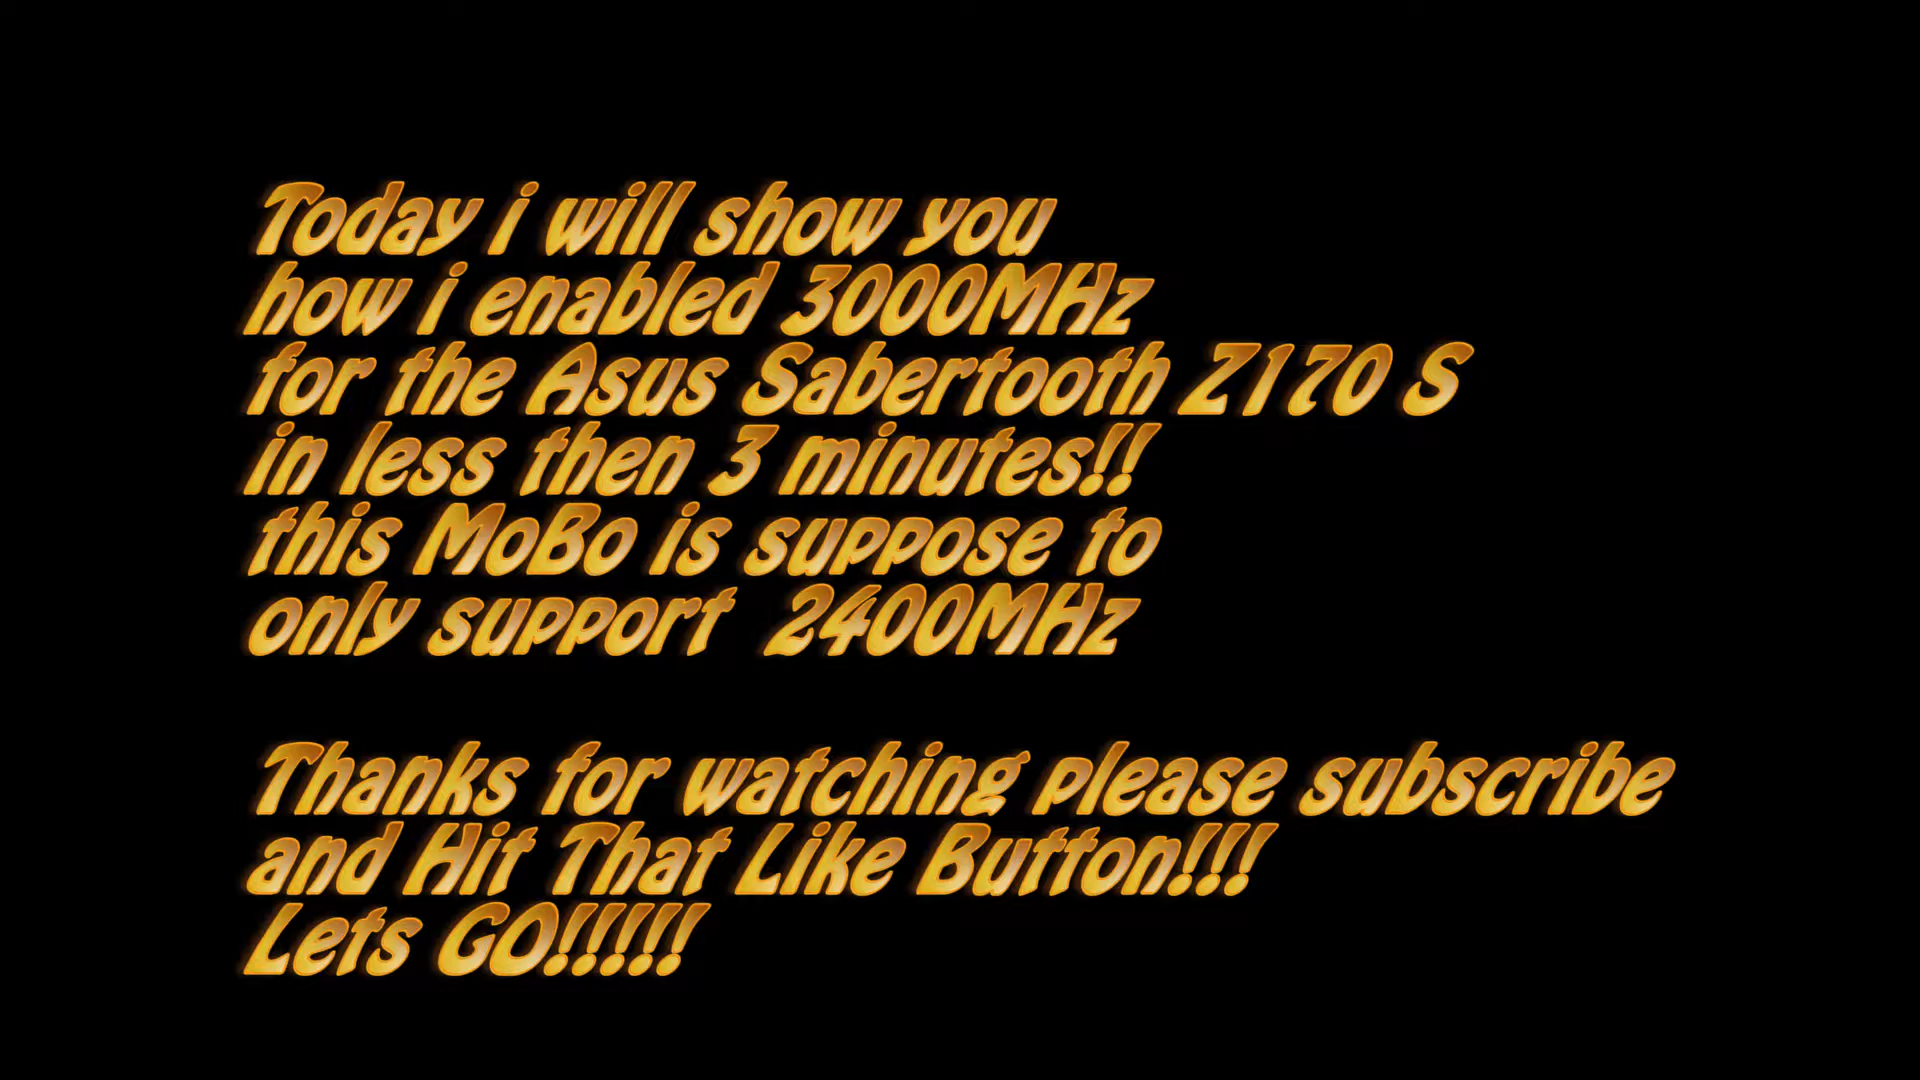 Today i will show you
how i enabled 3000MHz
for the Asus Sabertooth Z170 S
in less then 3 minutes!!
this MoBo is suppose to
only support  2400MHz
Thanks for watching please subscribe
and Hit That Like Button!!!
Lets GO!!!!!